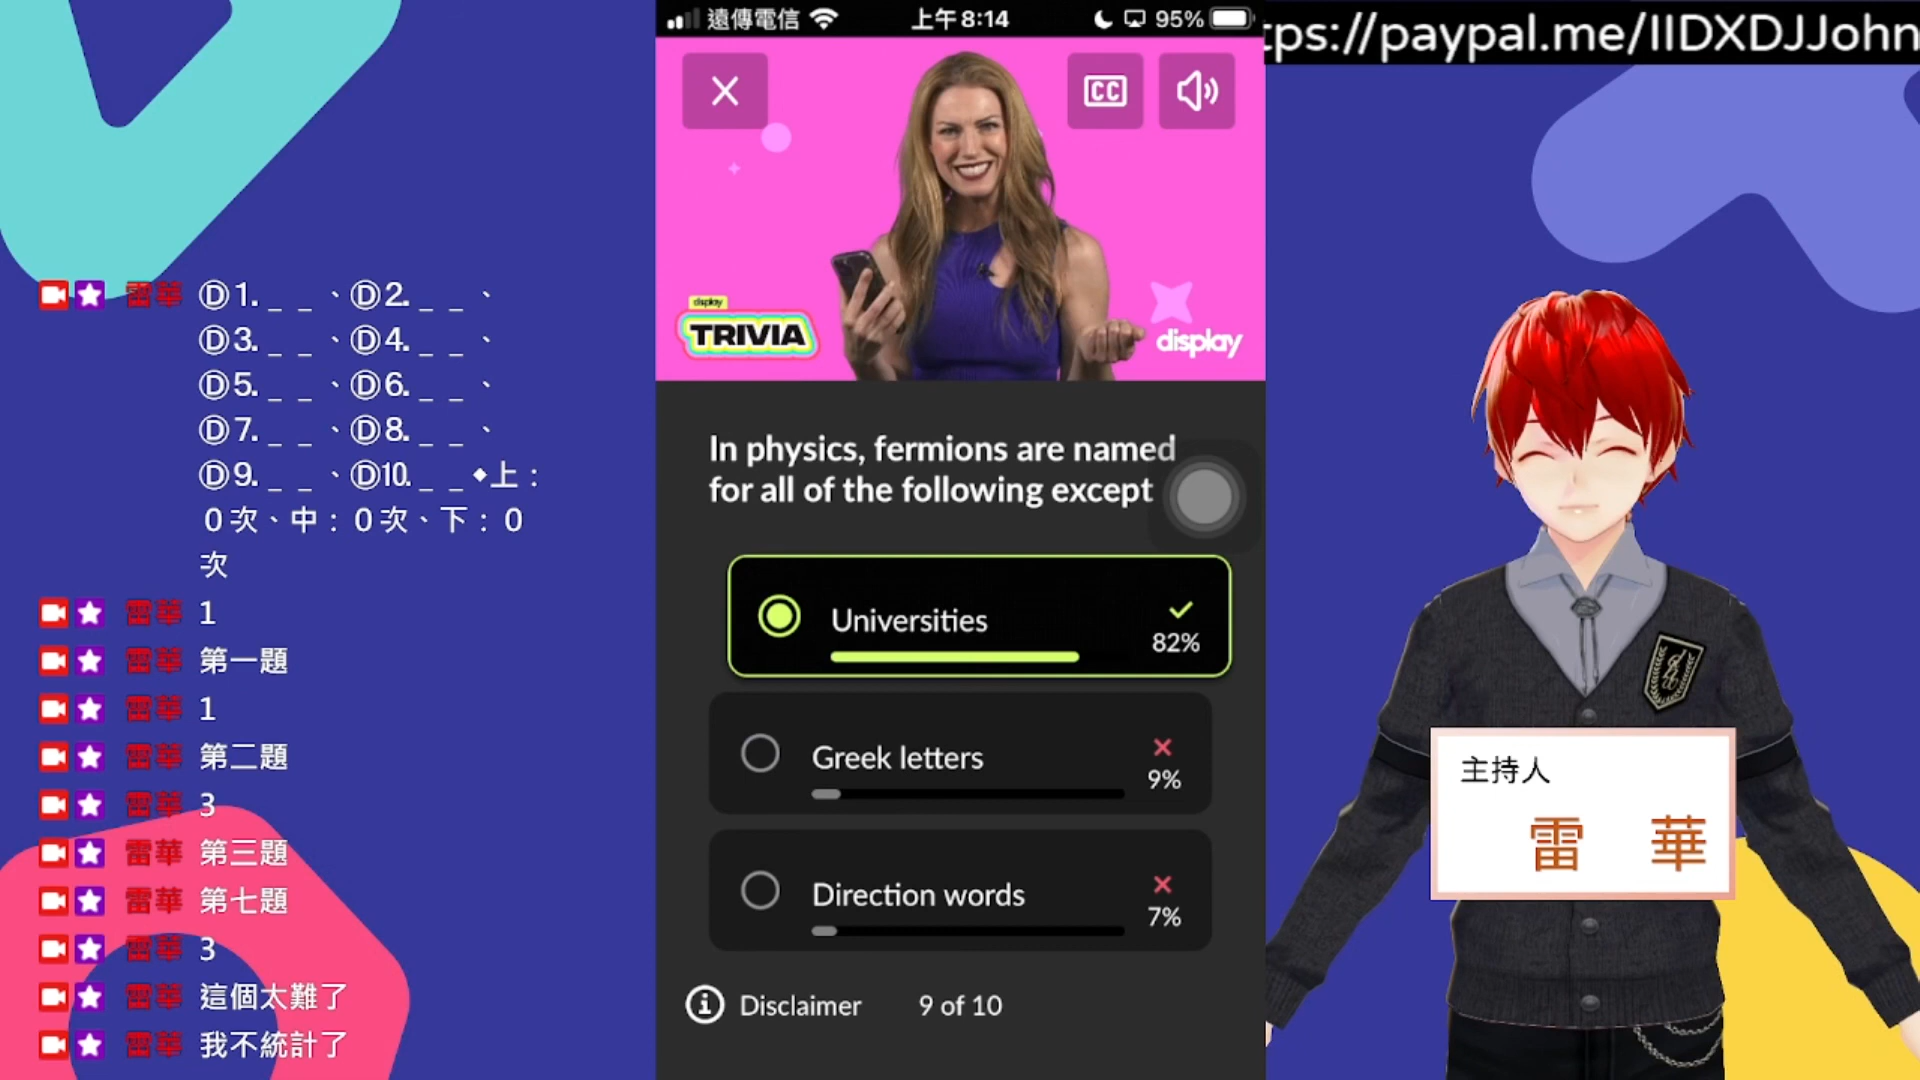 雷華 Ⓓ1. _ _ 、Ⓓ2. _ _ 、
Ⓓ3. _ _ 、Ⓓ4. _ _ 、
Ⓓ5. _ _ 、Ⓓ6. _ _ 、
Ⓓ7. _ _ 、Ⓓ8. _ _ 、
Ⓓ9. _ _ 、Ⓓ10. _ _ ◆上：
0次、中：0次、下：0
次
雷華 1
雷華 第一題
雷華 1
雷華 第二題
雷華 3
雷華 第三題
雷華 第七題
雷華 3
雷華 這個太難了
雷華 我不統計了
遠傳電信 上午8:14 95%
CC
display
TRIVIA
display
In physics, fermions are named
for all of the following except
Universities
82%
Greek letters
9%
Direction words
7%
Disclaimer 9 of 10
tps://paypal.me/IIDXDJJohn
主持人
雷 華